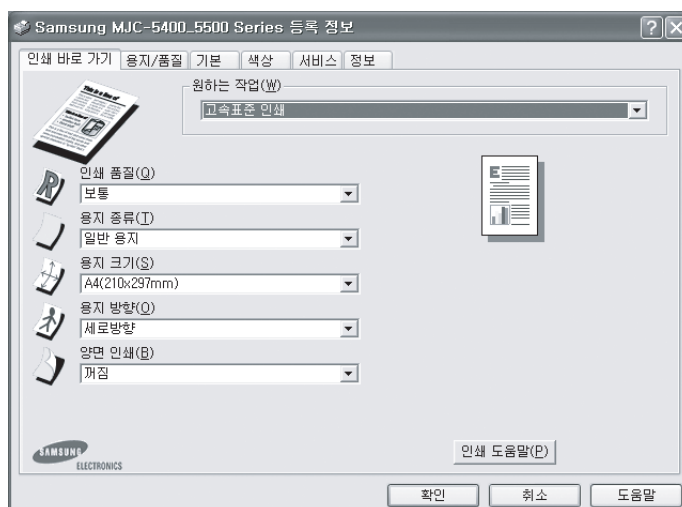 Samsung MJC-5400_5500 Series 등록 정보
인쇄 바로 가기 용지/품질 기본 색상 서비스 정보
원하는 작업(W)
고속표준 인쇄
인쇄 품질(Q)
보통
용지 종류(T)
일반 용지
용지 크기(S)
A4(210x297mm)
용지 방향(O)
세로방향
양면 인쇄(B)
꺼짐
E
SAMSUNG
ELECTRONICS
인쇄 도움말(P)
확인 취소 도움말